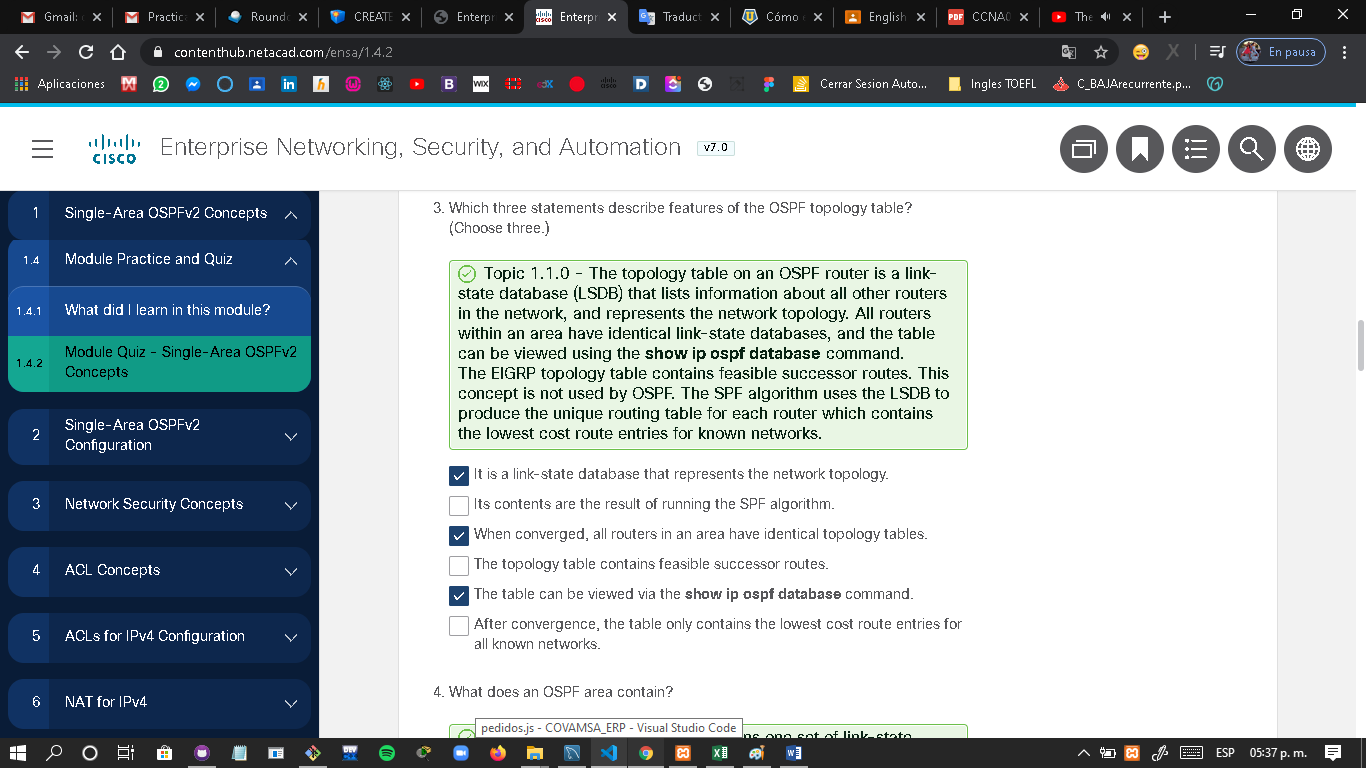 Gmail:
Practica
Roundc
CREATE
Enterpr
Enterpr
Traduct
Cómo
English
CCNA
The
contenthub.netacad.com/ensa/1.4.2
En pausa
Aplicaciones
Cerrar Sesion Auto...
Ingles TOEFL
C_BAJArecurrente.p...
CISCO
Enterprise Networking, Security, and Automation
v7.0
1
Single-Area OSPFv2 Concepts
1.4
Module Practice and Quiz
1.4.1
What did I learn in this module?
1.4.2
Module Quiz - Single-Area OSPFv2
Concepts
2
Single-Area OSPFv2
Configuration
3
Network Security Concepts
4
ACL Concepts
5
ACLs for IPv4 Configuration
6
NAT for IPv4
3. Which three statements describe features of the OSPF topology table?
(Choose three.)
Topic 1.1.0 - The topology table on an OSPF router is a link-
state database (LSDB) that lists information about all other routers
in the network, and represents the network topology. All routers
within an area have identical link-state databases, and the table
can be viewed using the show ip ospf database command.
The EIGRP topology table contains feasible successor routes. This
concept is not used by OSPF. The SPF algorithm uses the LSDB to
produce the unique routing table for each router which contains
the lowest cost route entries for known networks.
It is a link-state database that represents the network topology.
Its contents are the result of running the SPF algorithm.
When converged, all routers in an area have identical topology tables.
The topology table contains feasible successor routes.
The table can be viewed via the show ip ospf database command.
After convergence, the table only contains the lowest cost route entries for
all known networks.
4. What does an OSPF area contain?
one set of link-state
pedidos.js - COVAMSA_ERP - Visual Studio Code
ESP
05:37 p. m.